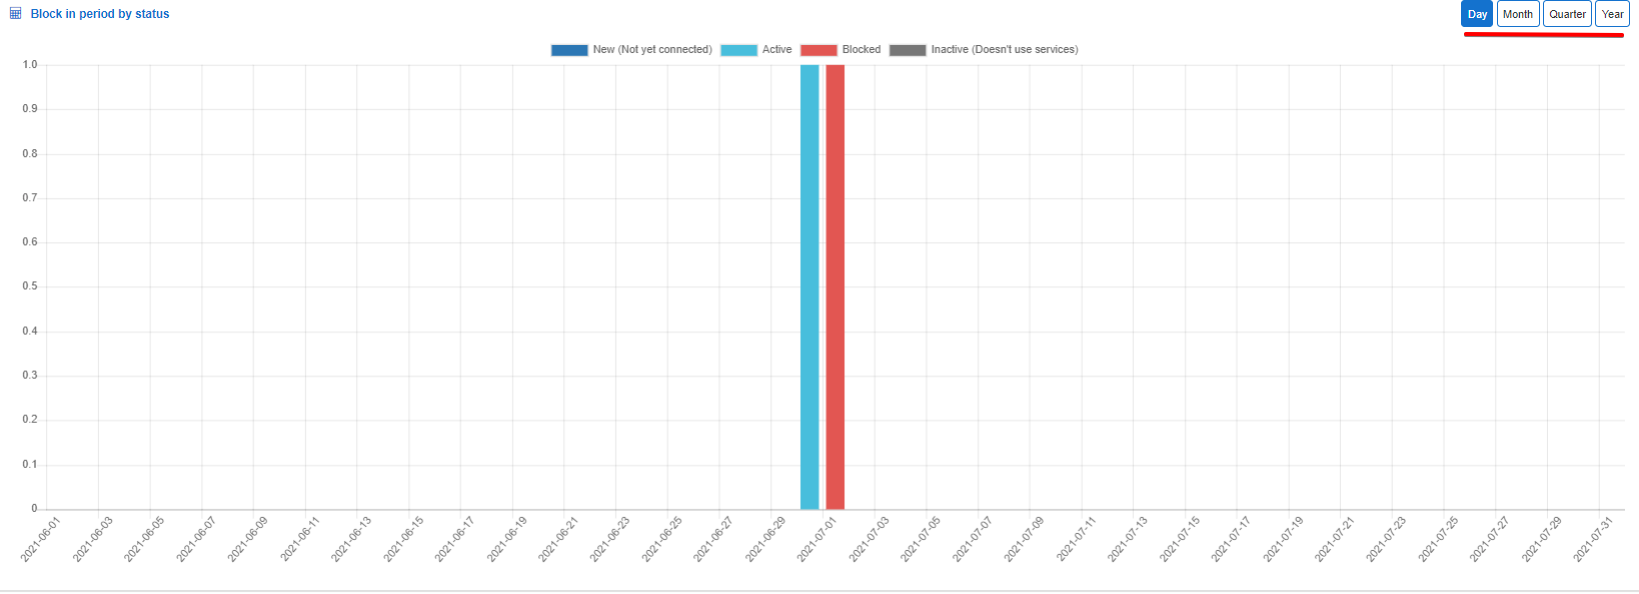 Block in period by status
Day Month Quarter Year
New (Not yet connected) Active Blocked Inactive (Doesn't use services)
1.0
0.9
0.8
0.7
0.6
0.5
0.4
0.3
0.2
0.1
0
2021-06-01 2021-06-03 2021-06-05 2021-06-07 2021-06-09 2021-06-11 2021-06-13 2021-06-15 2021-06-17 2021-06-19 2021-06-21 2021-06-23 2021-06-25 2021-06-27 2021-06-29 2021-07-01 2021-07-03 2021-07-05 2021-07-07 2021-07-09 2021-07-11 2021-07-13 2021-07-15 2021-07-17 2021-07-19 2021-07-21 2021-07-23 2021-07-25 2021-07-27 2021-07-29 2021-07-31